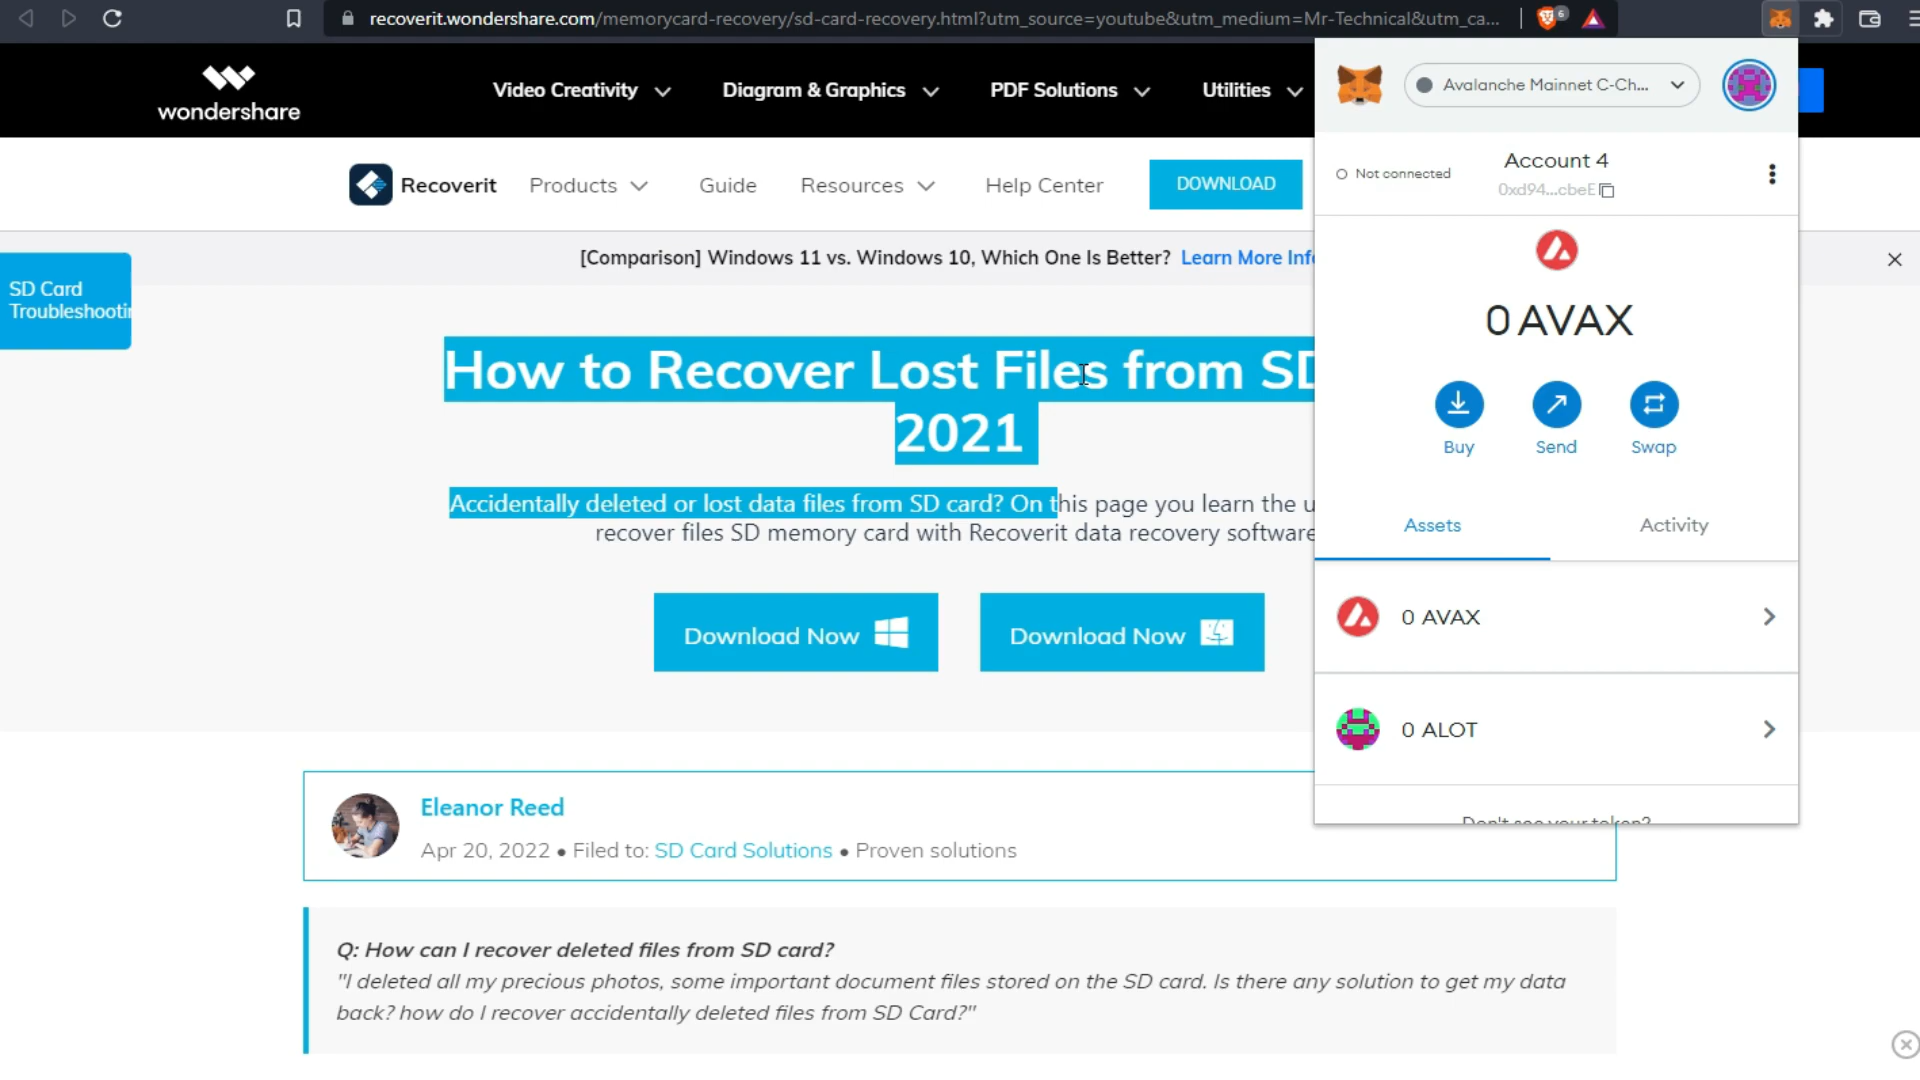 recoverit.wondershare.com/memorycard-recovery/sd-card-recovery.html?utm_source=youtube&utm_medium=Mr-Technical&utm_ca...
6
wondershare
Video Creativity
Diagram & Graphics
PDF Solutions
Utilities
Avalanche Mainnet C-Ch...
Recoverit
Products
Guide
Resources
Help Center
DOWNLOAD
Not connected
Account 4
0xd94...cbeE
[Comparison] Windows 11 vs. Windows 10, Which One Is Better? Learn More Inf
SD Card
Troubleshooti
How to Recover Lost Files from SD
2021
Accidentally deleted or lost data files from SD card? On this page you learn the u
recover files SD memory card with Recoverit data recovery software
Download Now
Download Now
0 AVAX
Buy
Send
Swap
Assets
Activity
0 AVAX
0 ALOT
Don't see your token?
Eleanor Reed
Apr 20, 2022 • Filed to: SD Card Solutions • Proven solutions
Q: How can I recover deleted files from SD card?
"I deleted all my precious photos, some important document files stored on the SD card. Is there any solution to get my data
back? how do I recover accidentally deleted files from SD Card?"